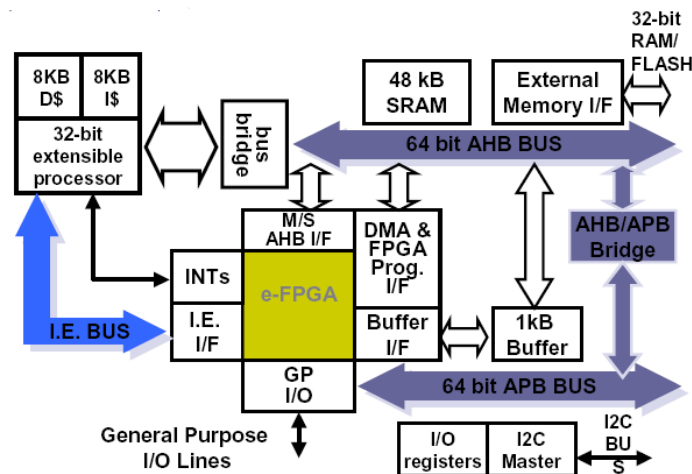 32-bit
RAM/
FLASH
8KB
D$
8KB
I$
48 kB
SRAM
External
Memory I/F
32-bit
extensible
processor
bus
bridge
64 bit AHB BUS
M/S
AHB I/F
DMA &
FPGA
Prog.
I/F
AHB/APB
Bridge
INTs
e-FPGA
I.E. BUS
I.E.
I/F
Buffer
I/F
1kB
Buffer
GP
I/O
64 bit APB BUS
General Purpose
I/O Lines
I/O
registers
I2C
Master
I2C
BU
S